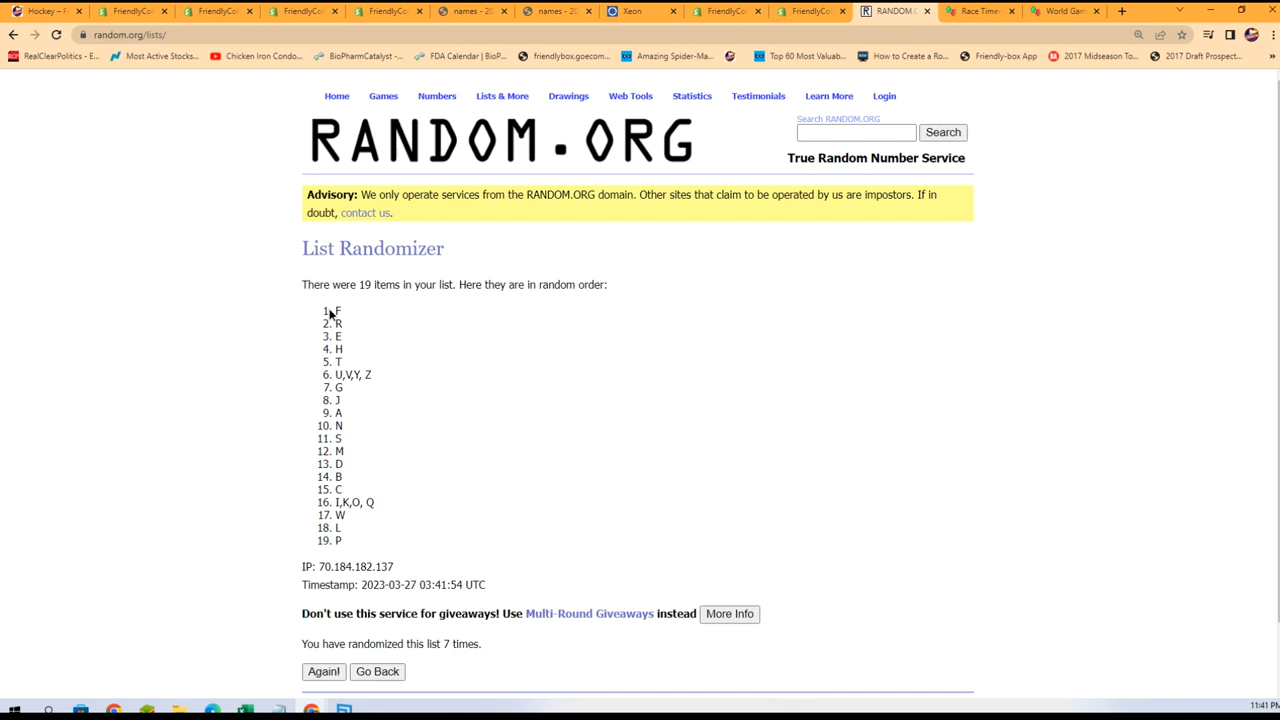 Hockey – F
FriendlyCol
FriendlyCol
FriendlyCol
FriendlyCol
names - 20
names - 20
Xeon
FriendlyCol
FriendlyCol
RANDOM.O
Race Timer
World Gam
random.org/lists/
RealClearPolitics - E...
Most Active Stocks...
Chicken Iron Condo...
BioPharmCatalyst -...
FDA Calendar | BioP...
friendlybox.goecom...
Amazing Spider-Ma...
Top 60 Most Valuab...
How to Create a Ro...
Friendly-box App
2017 Midseason To...
2017 Draft Prospect...
Home Games Numbers Lists & More Drawings Web Tools Statistics Testimonials Learn More Login
RANDOM.ORG
Search RANDOM.ORG
Search
True Random Number Service
Advisory: We only operate services from the RANDOM.ORG domain. Other sites that claim to be operated by us are impostors. If in
doubt, contact us.
List Randomizer
There were 19 items in your list. Here they are in random order:
1. F
2. R
3. E
4. H
5. T
6. U,V,Y, Z
7. G
8. J
9. A
10. N
11. S
12. M
13. D
14. B
15. C
16. I,K,O, Q
17. W
18. L
19. P
IP: 70.184.182.137
Timestamp: 2023-03-27 03:41:54 UTC
Don't use this service for giveaways! Use Multi-Round Giveaways instead More Info
You have randomized this list 7 times.
Again! Go Back
11:41 PM